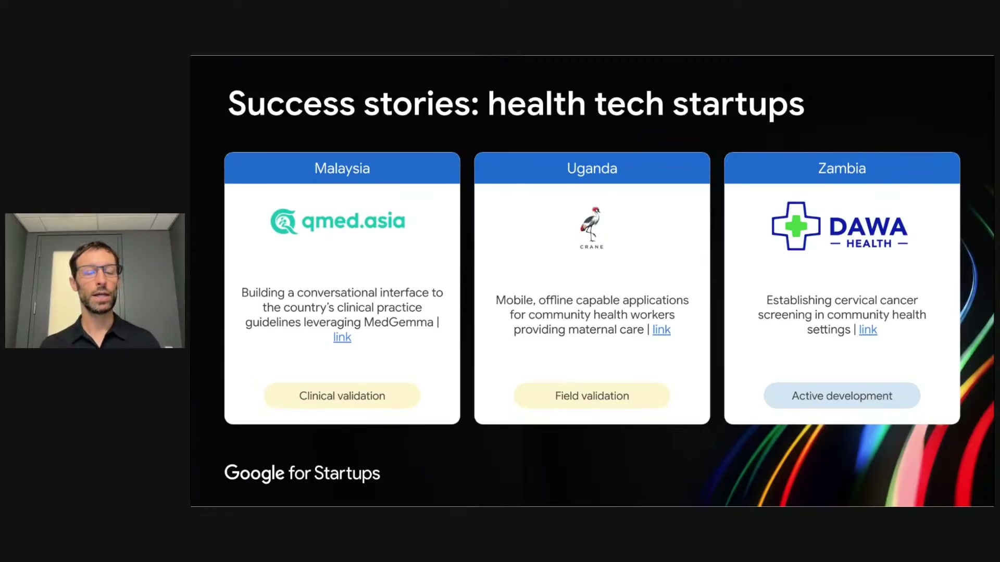 Success stories: health tech startups
Malaysia
qmed.asia
Building a conversational interface to
the country’s clinical practice
guidelines leveraging MedGemma |
link
Clinical validation
Uganda
CRANE
Mobile, offline capable applications
for community health workers
providing maternal care | link
Field validation
Zambia
DAWA
HEALTH
Establishing cervical cancer
screening in community health
settings | link
Active development
Google for Startups